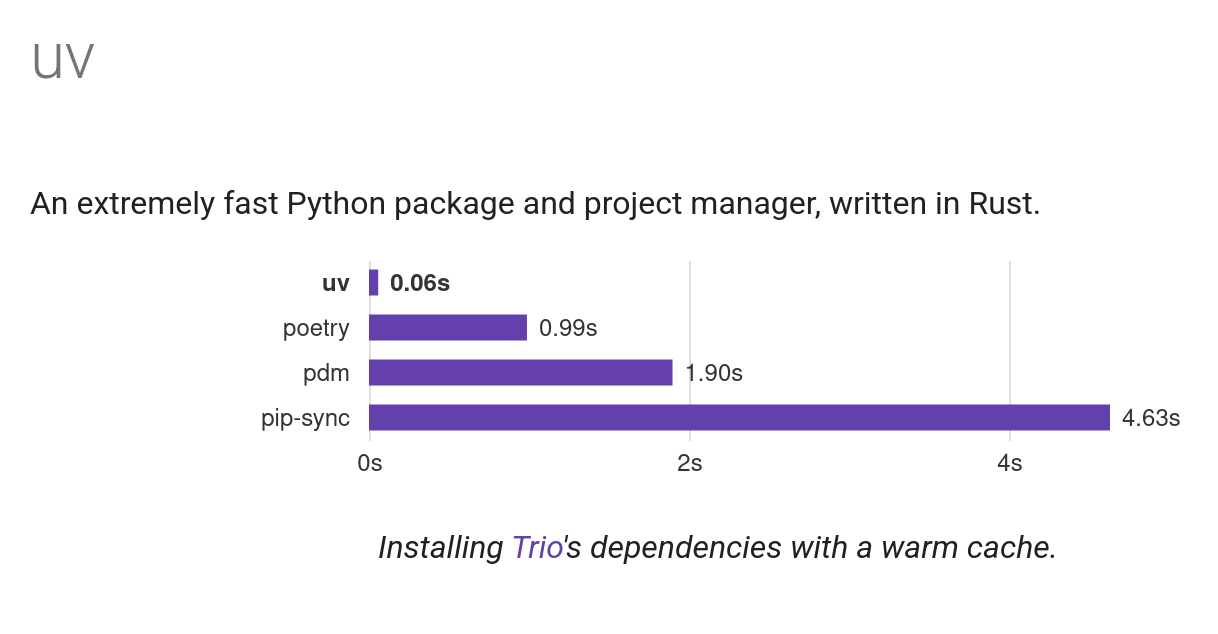 uv
An extremely fast Python package and project manager, written in Rust.
uv 0.06s
poetry 0.99s
pdm 1.90s
pip-sync 4.63s
0s 2s 4s
Installing Trio's dependencies with a warm cache.